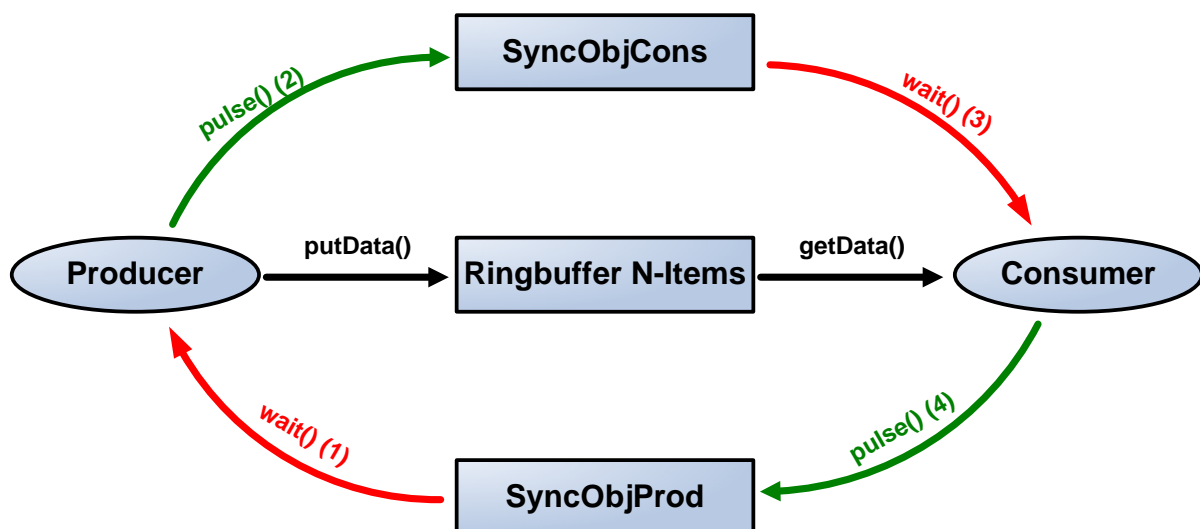 SyncObjCons
pulse() (2)
wait() (3)
putData()
getData()
Producer
Ringbuffer N-Items
Consumer
wait() (1)
pulse() (4)
SyncObjProd